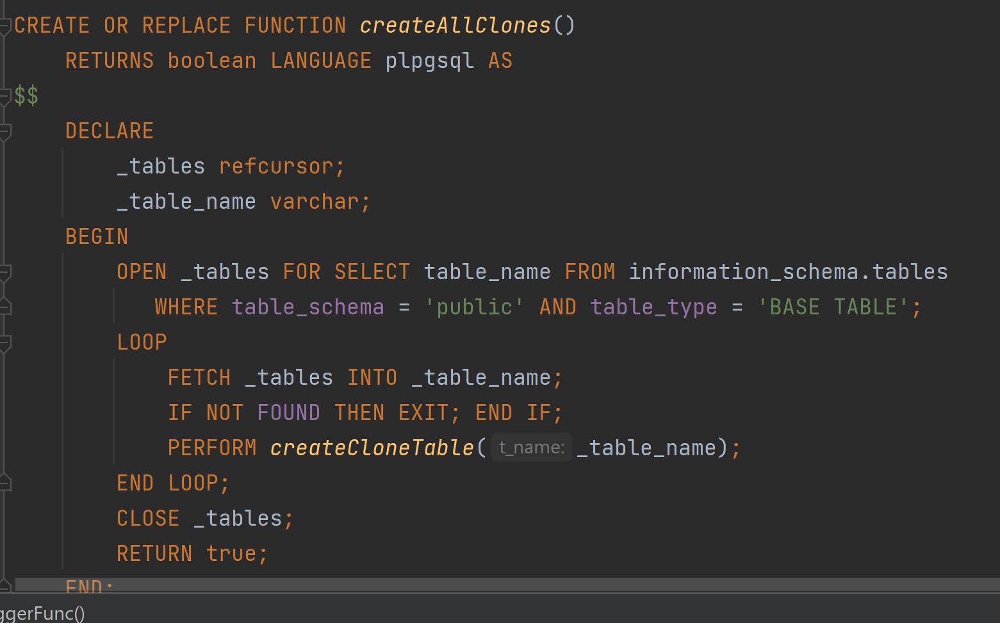 CREATE OR REPLACE FUNCTION createAllClones()
    RETURNS boolean LANGUAGE plpgsql AS
$$
    DECLARE
        _tables refcursor;
        _table_name varchar;
    BEGIN
        OPEN _tables FOR SELECT table_name FROM information_schema.tables
           WHERE table_schema = 'public' AND table_type = 'BASE TABLE';
        LOOP
            FETCH _tables INTO _table_name;
            IF NOT FOUND THEN EXIT; END IF;
            PERFORM createCloneTable( t_name: _table_name);
        END LOOP;
        CLOSE _tables;
        RETURN true;
    END;
ggerFunc()